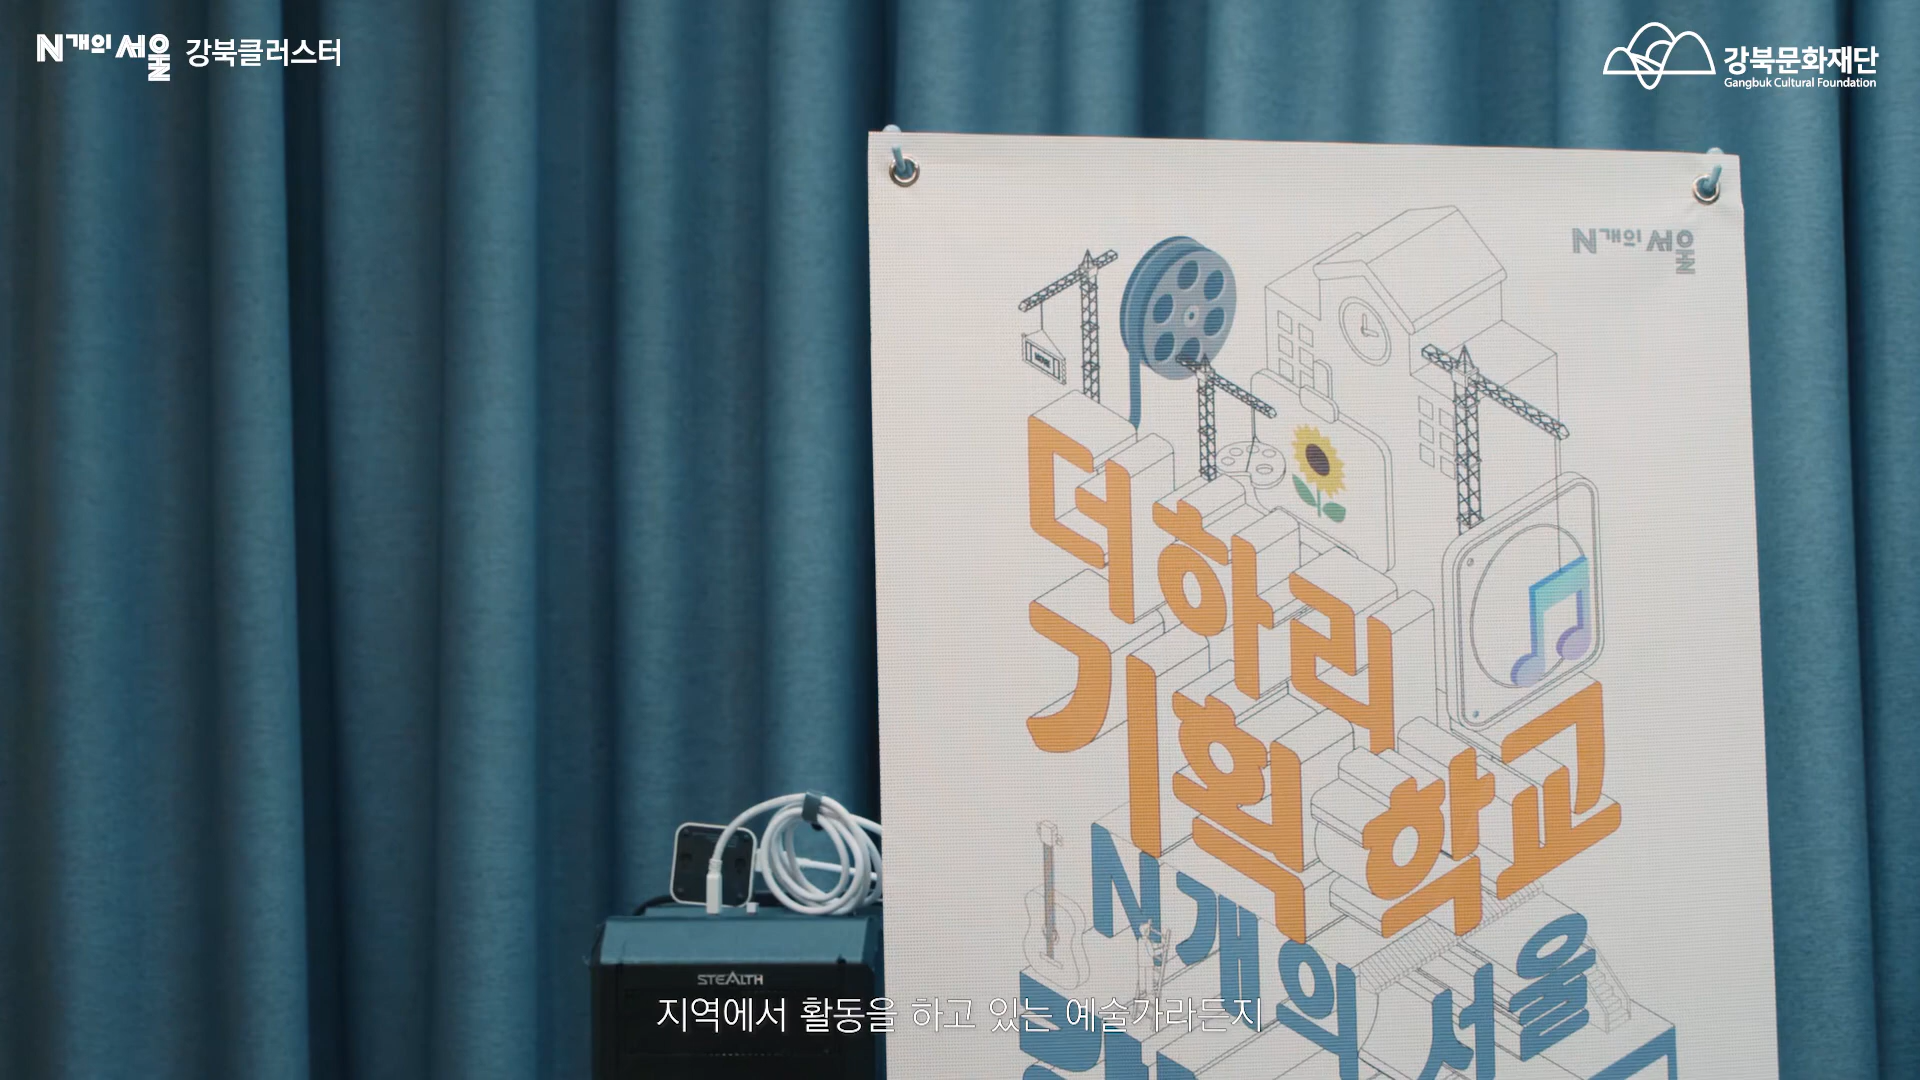 N개의 서울 강북클러스터
강북문화재단
Gangbuk Cultural Foundation
N개의 서울
더하리
기획학교
N개의 서울
STEALTH
지역에서 활동을 하고 있는 예술가라든지